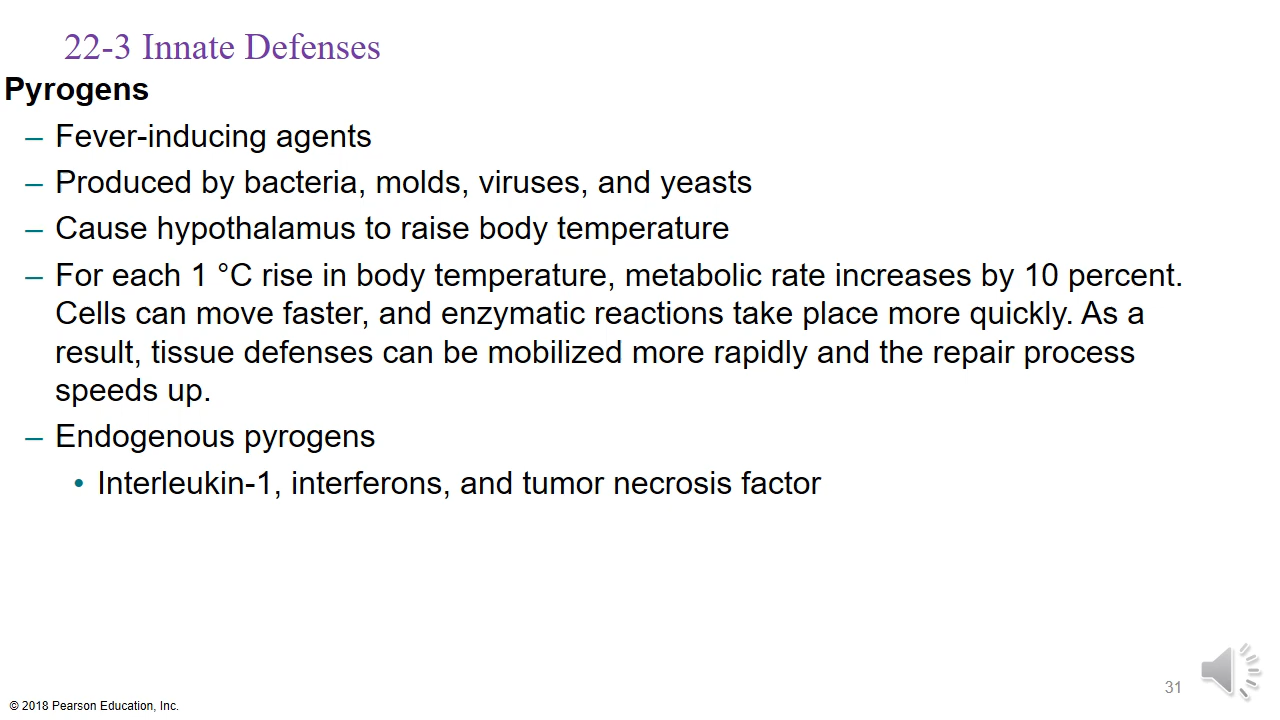 22-3 Innate Defenses
Pyrogens
– Fever-inducing agents
– Produced by bacteria, molds, viruses, and yeasts
– Cause hypothalamus to raise body temperature
– For each 1 °C rise in body temperature, metabolic rate increases by 10 percent.
Cells can move faster, and enzymatic reactions take place more quickly. As a
result, tissue defenses can be mobilized more rapidly and the repair process
speeds up.
– Endogenous pyrogens
• Interleukin-1, interferons, and tumor necrosis factor
31
© 2018 Pearson Education, Inc.